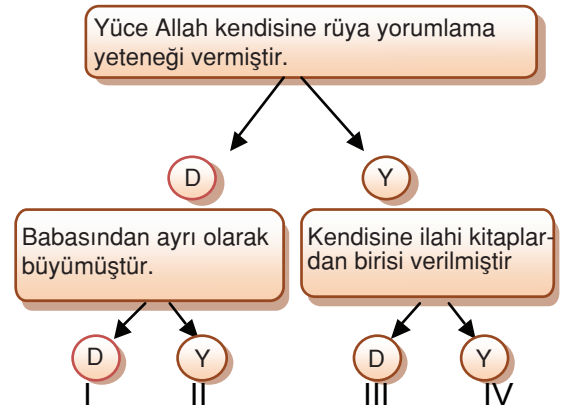 Yüce Allah kendisine rüya yorumlama
yeteneği vermiştir.
D
Y
Babasından ayrı olarak
büyümüştür.
Kendisine ilahi kitaplar-
dan birisi verilmiştir
D
Y
D
Y
I
II
III
IV